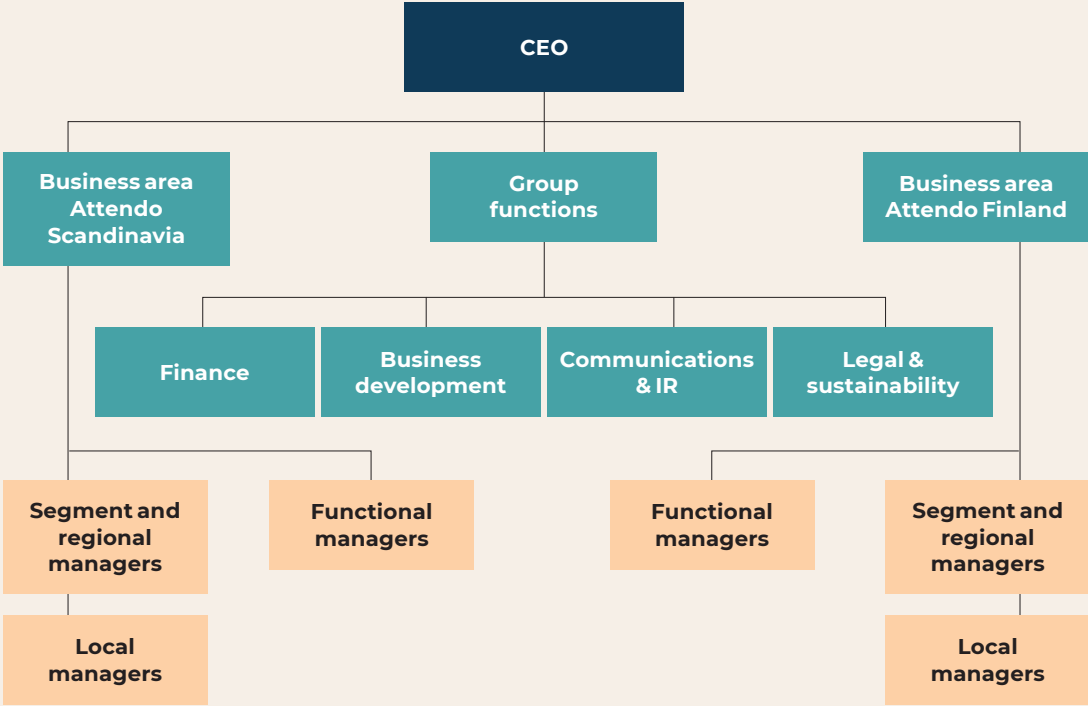 CEO
Business area
Attendo
Scandinavia
Group
functions
Business area
Attendo Finland
Finance
Business
development
Communications
& IR
Legal &
sustainability
Segment and
regional
managers
Functional
managers
Functional
managers
Segment and
regional
managers
Local
managers
Local
managers